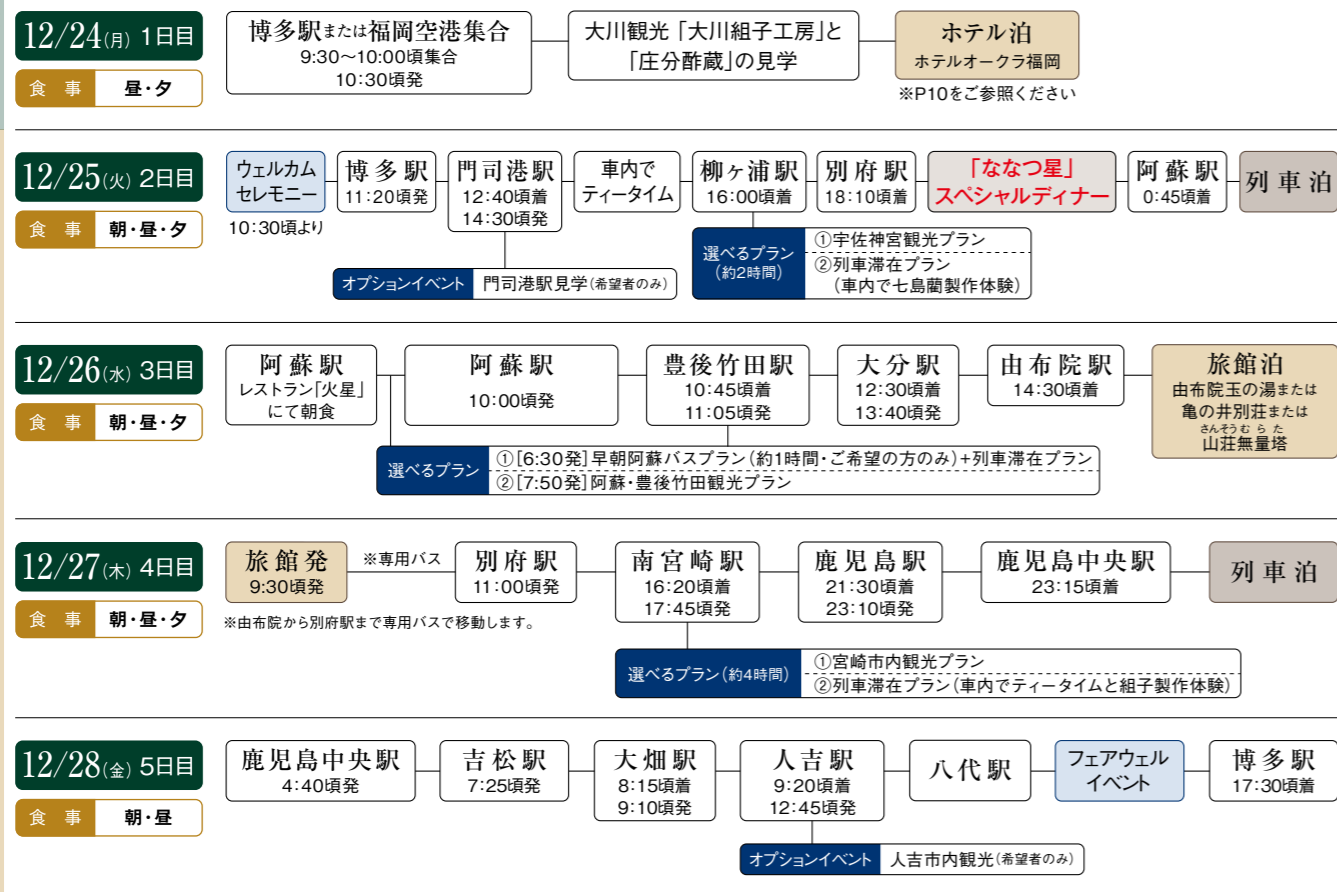 12/24(月) 1日目
食 事 昼・夕
博多駅または福岡空港集合
9:30〜10:00頃集合
10:30頃発
大川観光「大川組子工房」と
「庄分酢蔵」の見学
ホテル泊
ホテルオークラ福岡
※P10をご参照ください
12/25(火) 2日目
食 事 朝・昼・夕
ウェルカム
セレモニー
10:30頃より
博多駅
11:20頃発
門司港駅
12:40頃着
14:30頃発
オプションイベント 門司港駅見学(希望者のみ)
車内で
ティータイム
柳ヶ浦駅
16:00頃着
選べるプラン
(約2時間)
①宇佐神宮観光プラン
②列車滞在プラン
(車内で七島藺製作体験)
別府駅
18:10頃着
「ななつ星」
スペシャルディナー
阿蘇駅
0:45頃着
列車泊
12/26(水) 3日目
食 事 朝・昼・夕
阿蘇駅
レストラン「火星」
にて朝食
阿蘇駅
10:00頃発
豊後竹田駅
10:45頃着
11:05頃発
選べるプラン
①[6:30発]早朝阿蘇バスプラン(約1時間・ご希望の方のみ)+列車滞在プラン
②[7:50発]阿蘇・豊後竹田観光プラン
大分駅
12:30頃着
13:40頃発
由布院駅
14:30頃着
旅館泊
由布院玉の湯または
亀の井別荘または
さんそうむらた
山荘無量塔
12/27(木) 4日目
食 事 朝・昼・夕
旅館発
9:30頃発
※専用バス
※由布院から別府駅まで専用バスで移動します。
別府駅
11:00頃発
南宮崎駅
16:20頃着
17:45頃発
選べるプラン(約4時間)
①宮崎市内観光プラン
②列車滞在プラン(車内でティータイムと組子製作体験)
鹿児島駅
21:30頃着
23:10頃発
鹿児島中央駅
23:15頃着
列車泊
12/28(金) 5日目
食 事 朝・昼
鹿児島中央駅
4:40頃発
吉松駅
7:25頃発
大畑駅
8:15頃着
9:10頃発
人吉駅
9:20頃着
12:45頃発
オプションイベント 人吉市内観光(希望者のみ)
八代駅
フェアウェル
イベント
博多駅
17:30頃着